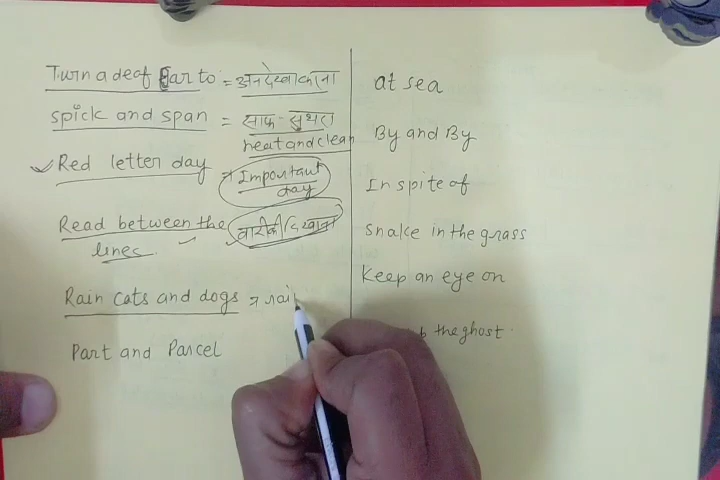 Turn a deaf Ear to = अनदेखा करना
spick and span = साफ-सुथरा
neat and clean
Red letter day → Important
day
Read between the
lines. बारीकी दिखाना
Rain cats and dogs → rai
Part and Parcel
at sea
By and By
In spite of
Snake in the grass
Keep an eye on
the ghost.